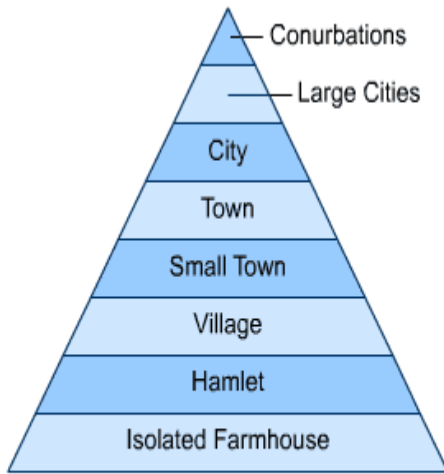 Conurbations
Large Cities
City
Town
Small Town
Village
Hamlet
Isolated Farmhouse